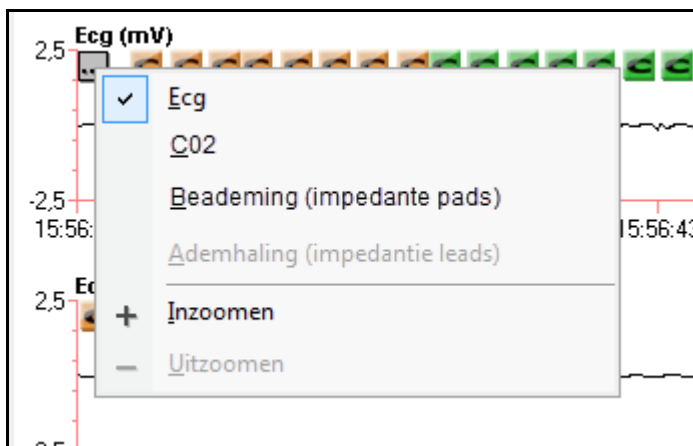 Ecg (mV)
2,5
..
Ecg
C02
-2,5
Beademing (impedante pads)
15:56:
15:56:43
Ademhaling (impedantie leads)
2,5
Inzoomen
Uitzoomen